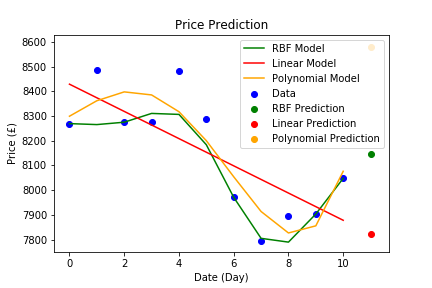 Price Prediction
8600
8500
8400
8300
8200
8100
8000
7900
7800
Price (£)
RBF Model
Linear Model
Polynomial Model
Data
RBF Prediction
Linear Prediction
Polynomial Prediction
0
2
4
6
8
10
Date (Day)